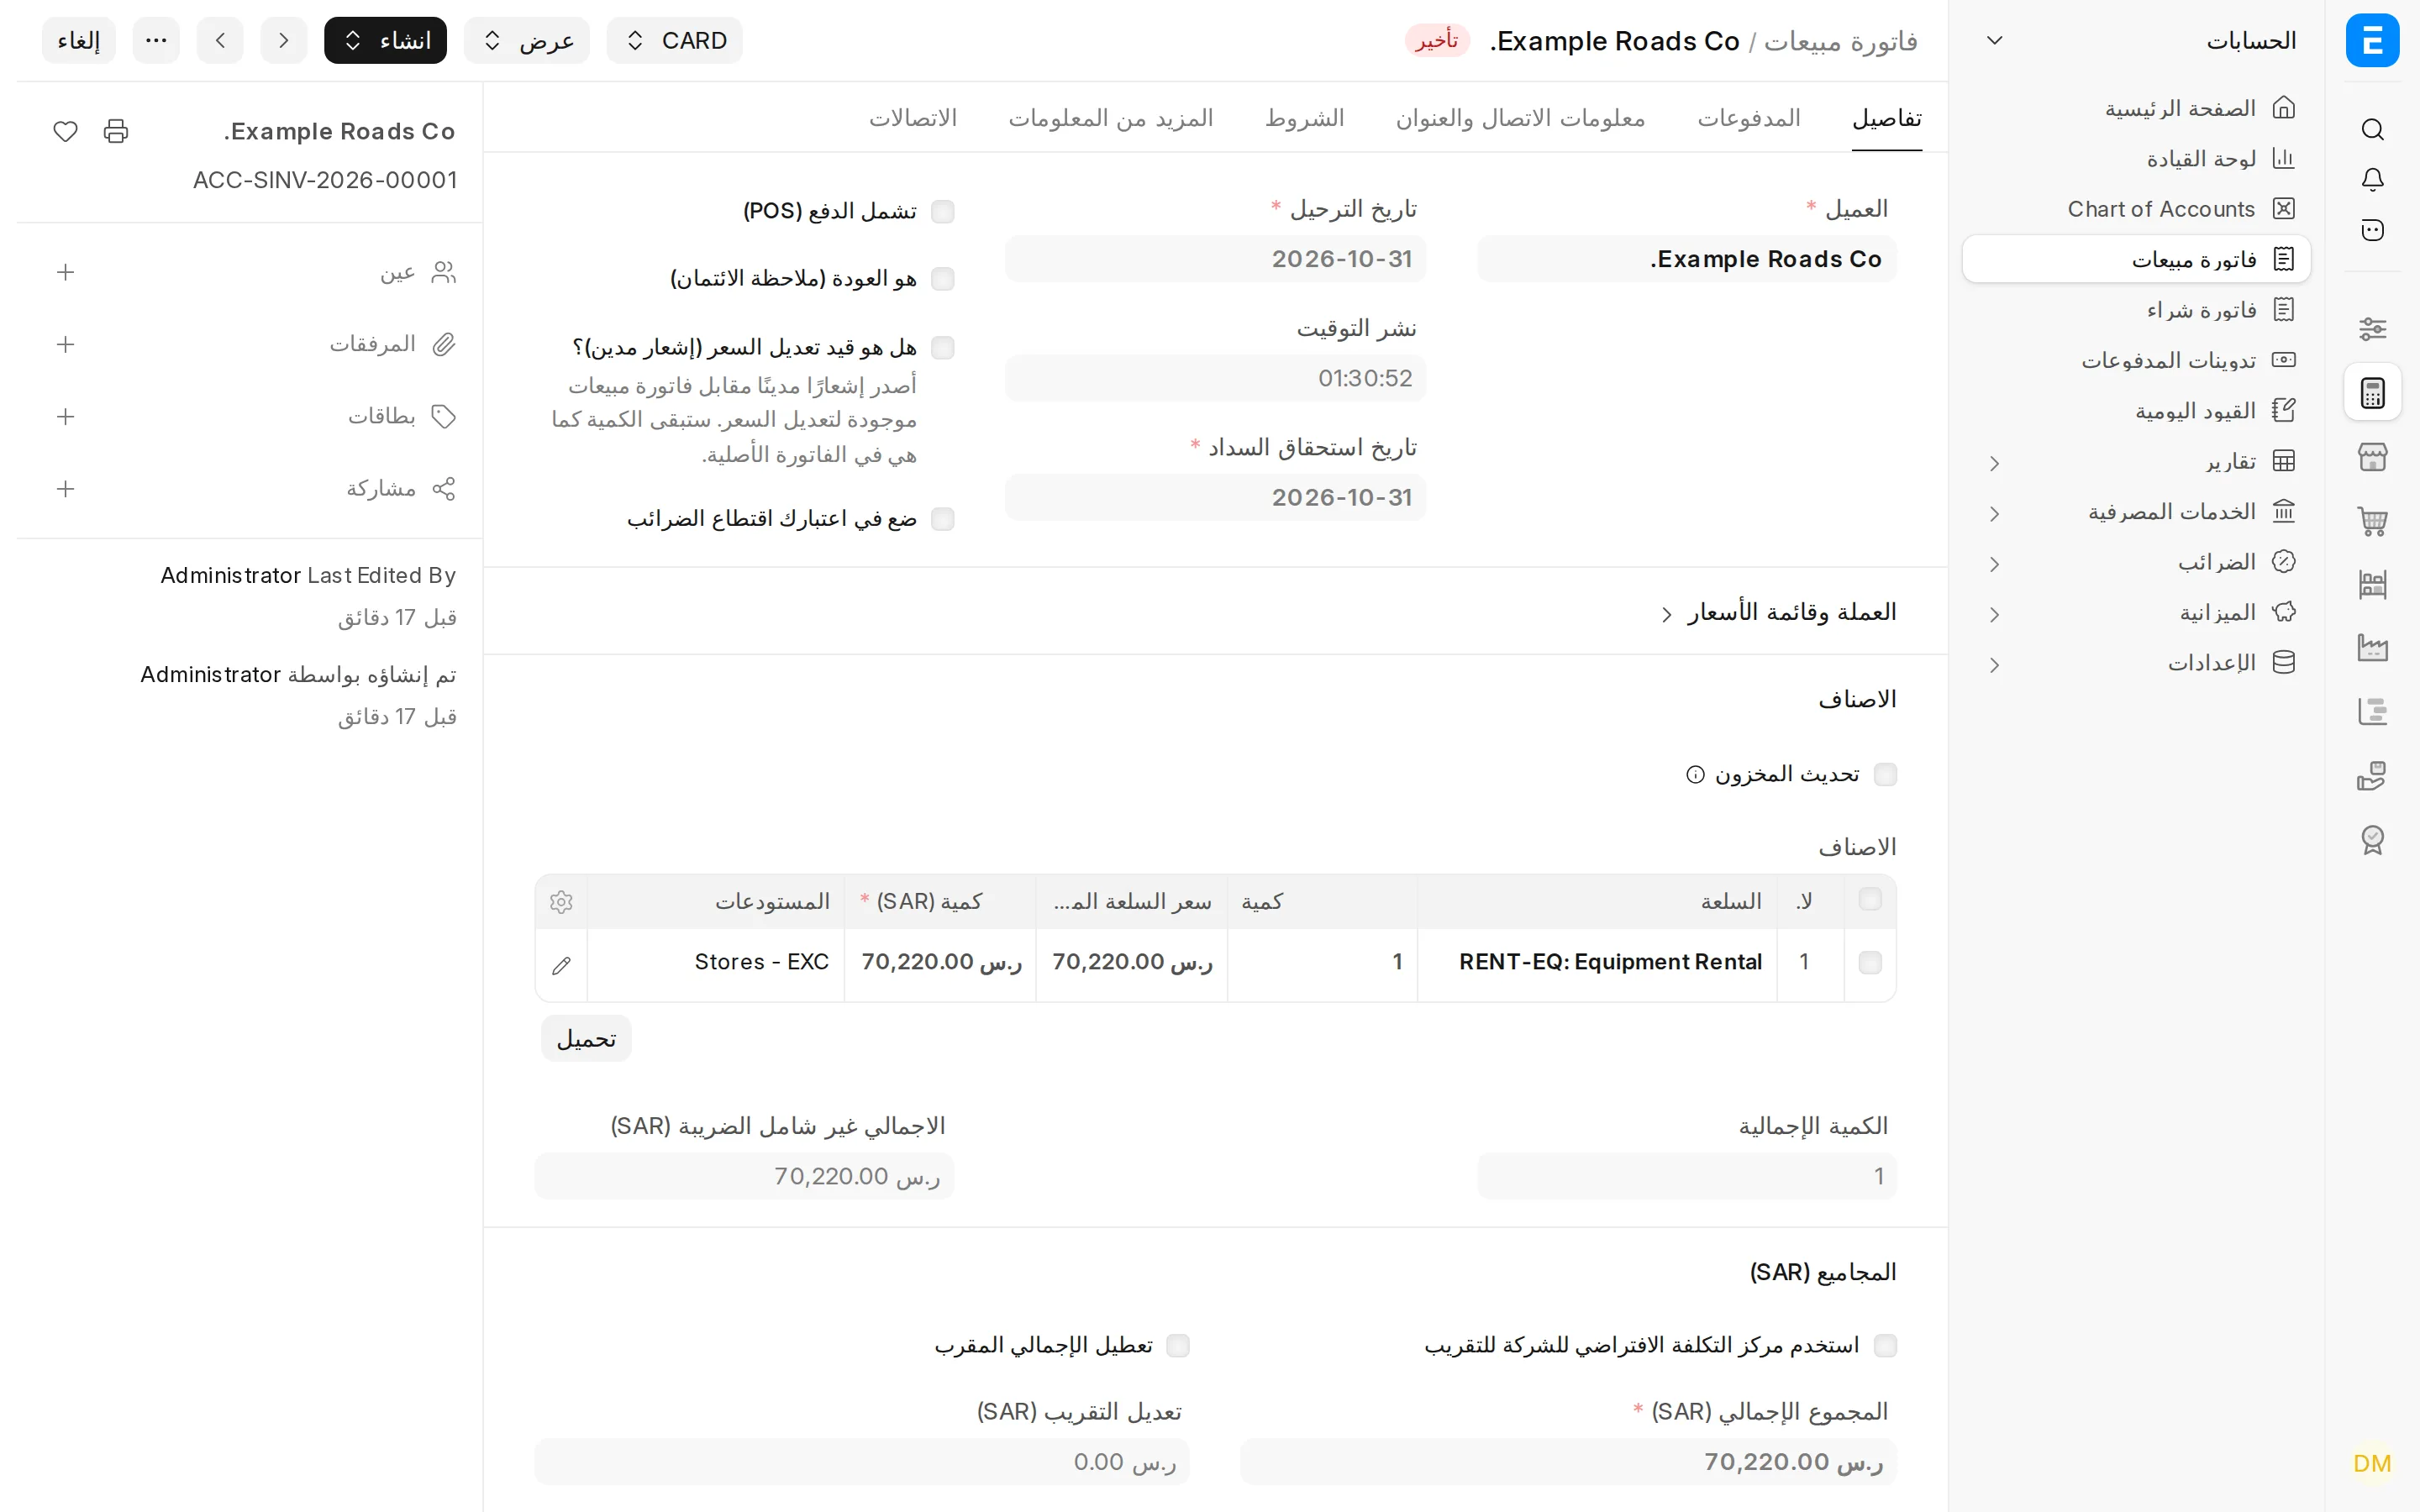 الحسابات
الصفحة الرئيسية
لوحة القيادة
Chart of Accounts
فاتورة مبيعات
فاتورة شراء
تدوينات المدفوعات
القيود اليومية
تقارير
الخدمات المصرفية
الضرائب
الميزانية
الإعدادات
DM
فاتورة مبيعات / Example Roads Co.
تأخير
CARD
عرض
انشاء
إلغاء
تفاصيل
المدفوعات
معلومات الاتصال والعنوان
الشروط
المزيد من المعلومات
الاتصالات
العميل *
Example Roads Co.
تاريخ الترحيل *
2026-10-31
نشر التوقيت
01:30:52
تاريخ استحقاق السداد *
2026-10-31
تشمل الدفع (POS)
هو العودة (ملاحظة الائتمان)
هل هو قيد تعديل السعر (إشعار مدين)؟
أصدر إشعارًا مدينًا مقابل فاتورة مبيعات
موجودة لتعديل السعر. ستبقى الكمية كما
هي في الفاتورة الأصلية.
ضع في اعتبارك اقتطاع الضرائب
العملة وقائمة الأسعار
الاصناف
تحديث المخزون
الاصناف
لا. السلعة كمية سعر السلعة المـ... كمية (SAR) * المستودعات
1 RENT-EQ: Equipment Rental 1 ر.س 70,220.00 ر.س 70,220.00 Stores - EXC
تحميل
الكمية الإجمالية
1
الاجمالي غير شامل الضريبة (SAR)
ر.س 70,220.00
المجاميع (SAR)
استخدم مركز التكلفة الافتراضي للشركة للتقريب
تعطيل الإجمالي المقرب
المجموع الإجمالي (SAR) *
ر.س 70,220.00
تعديل التقريب (SAR)
ر.س 0.00
Example Roads Co.
ACC-SINV-2026-00001
عين
المرفقات
بطاقات
مشاركة
Administrator Last Edited By
قبل 17 دقائق
تم إنشاؤه بواسطة Administrator
قبل 17 دقائق